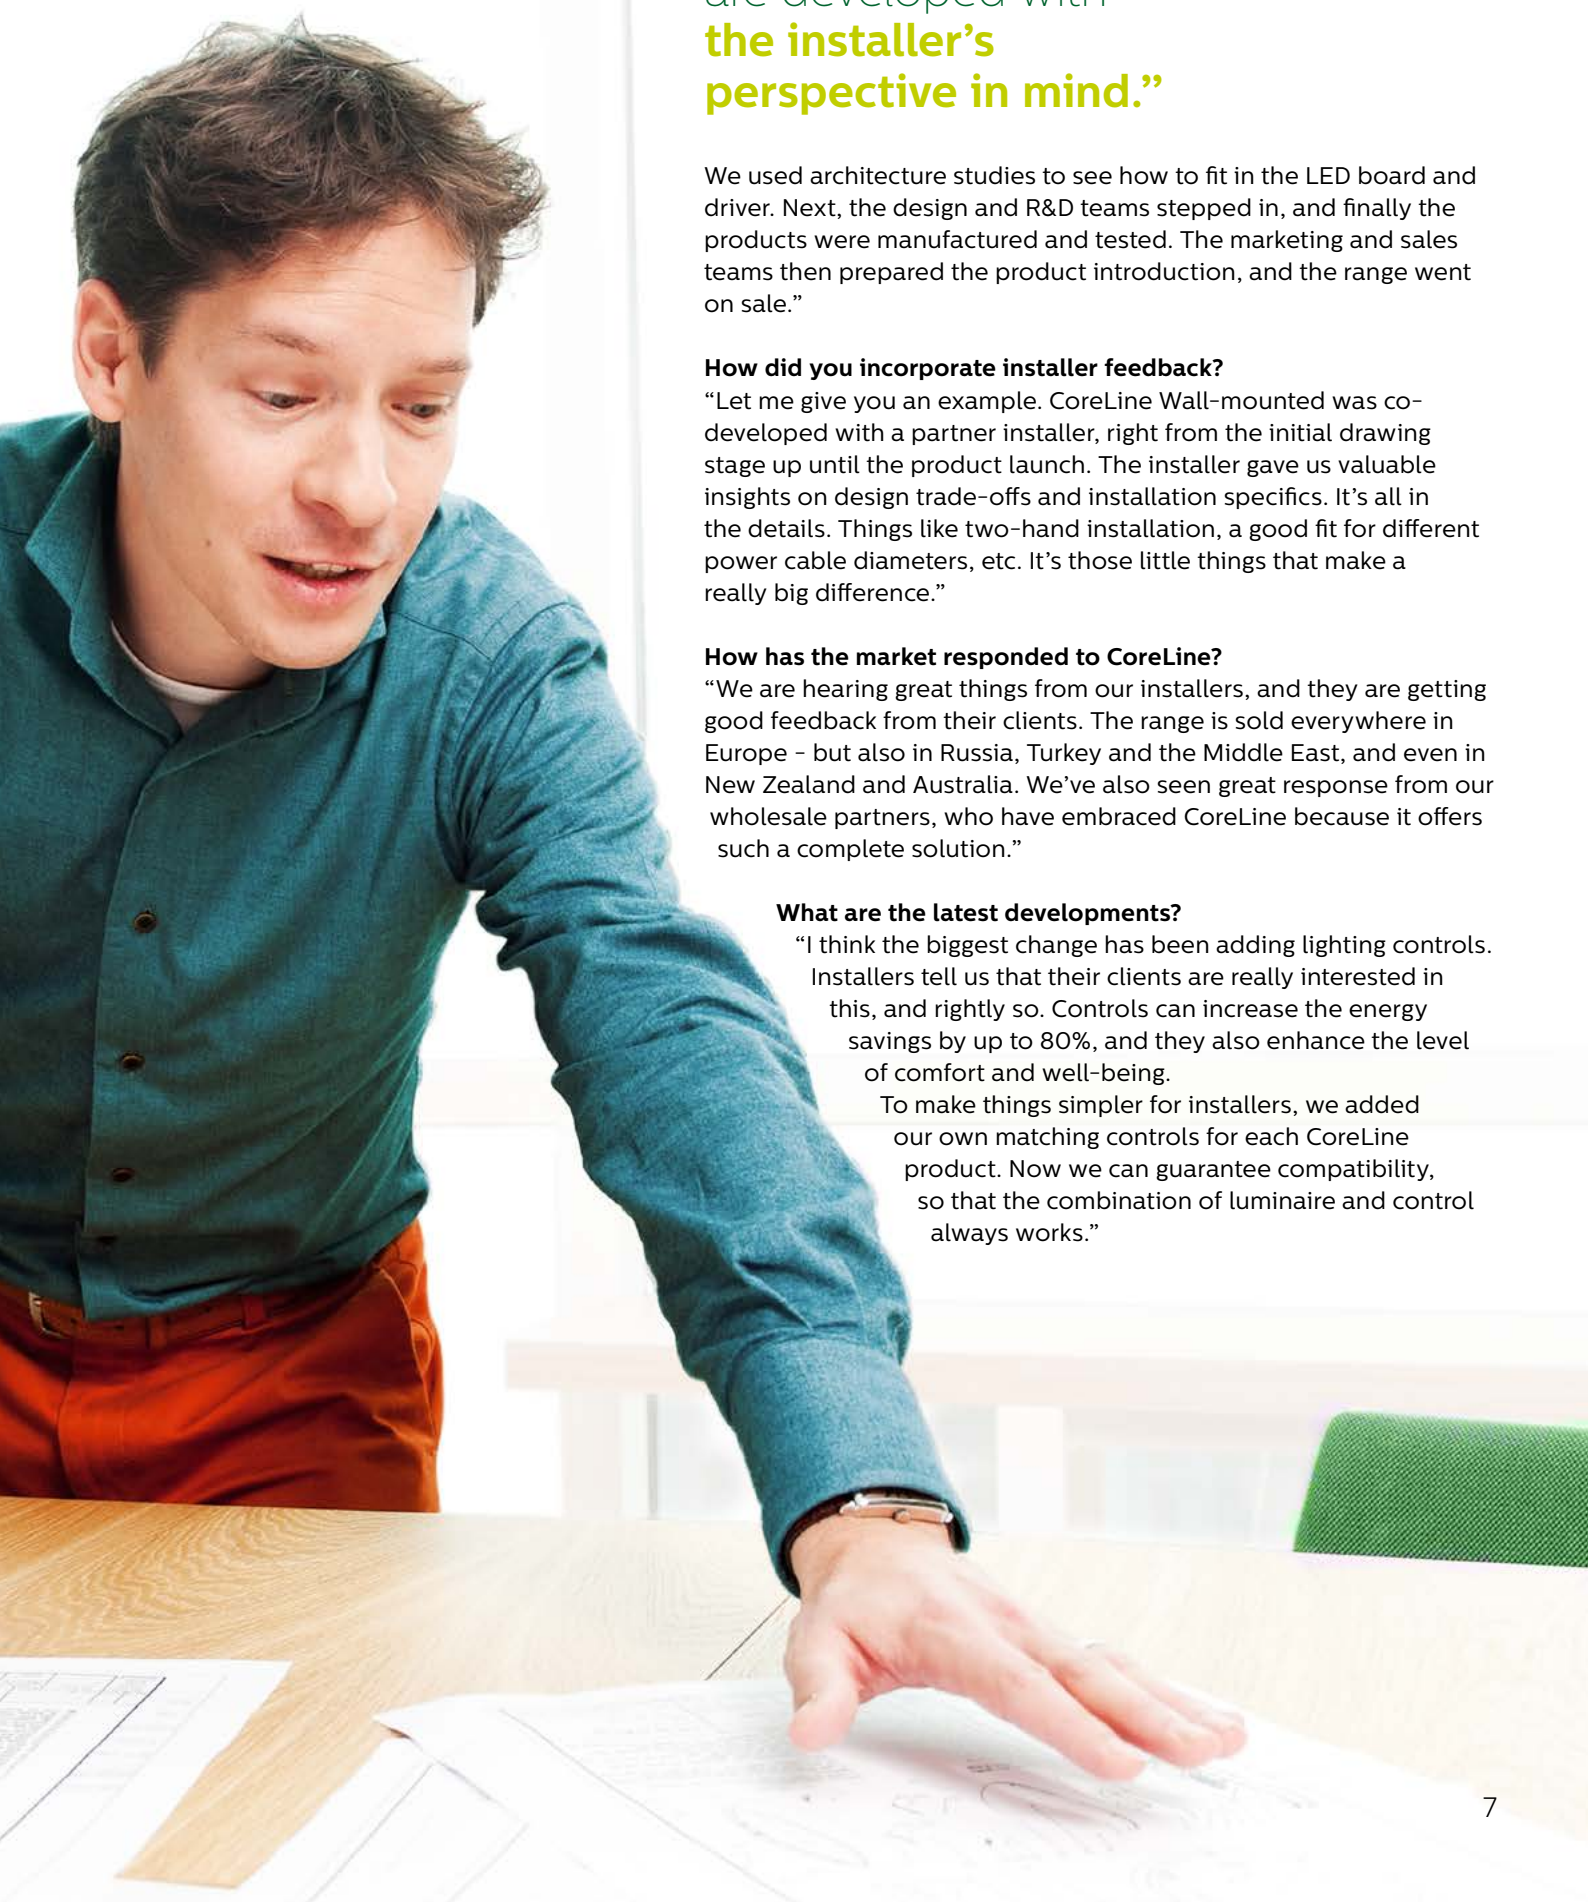 are developed with
the installer’s
perspective in mind.”
We used architecture studies to see how to fit in the LED board and
driver. Next, the design and R&D teams stepped in, and finally the
products were manufactured and tested. The marketing and sales
teams then prepared the product introduction, and the range went
on sale.”
How did you incorporate installer feedback?
“Let me give you an example. CoreLine Wall-mounted was co-
developed with a partner installer, right from the initial drawing
stage up until the product launch. The installer gave us valuable
insights on design trade-offs and installation specifics. It’s all in
the details. Things like two-hand installation, a good fit for different
power cable diameters, etc. It’s those little things that make a
really big difference.”
How has the market responded to CoreLine?
“We are hearing great things from our installers, and they are getting
good feedback from their clients. The range is sold everywhere in
Europe - but also in Russia, Turkey and the Middle East, and even in
New Zealand and Australia. We’ve also seen great response from our
wholesale partners, who have embraced CoreLine because it offers
such a complete solution.”
What are the latest developments?
“I think the biggest change has been adding lighting controls.
Installers tell us that their clients are really interested in
this, and rightly so. Controls can increase the energy
savings by up to 80%, and they also enhance the level
of comfort and well-being.
To make things simpler for installers, we added
our own matching controls for each CoreLine
product. Now we can guarantee compatibility,
so that the combination of luminaire and control
always works.”
7